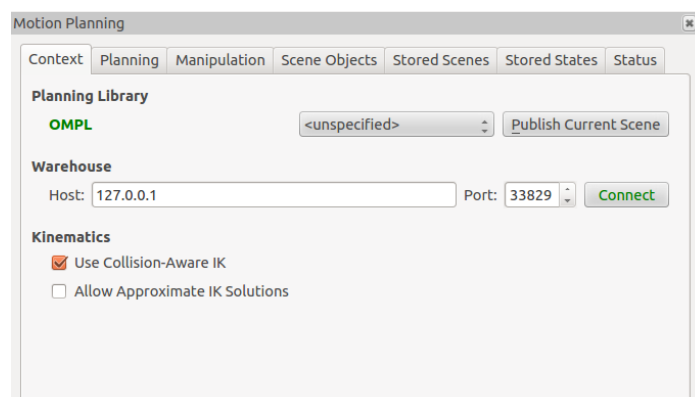 Motion Planning
Context Planning Manipulation Scene Objects Stored Scenes Stored States Status
Planning Library
OMPL <unspecified> Publish Current Scene
Warehouse
Host: 127.0.0.1 Port: 33829 Connect
Kinematics
Use Collision-Aware IK
Allow Approximate IK Solutions